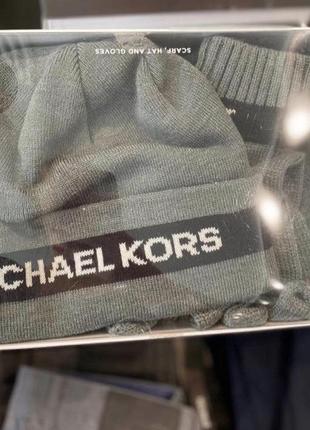 SCARF, HAT AND GLOVES
CHAEL KORS